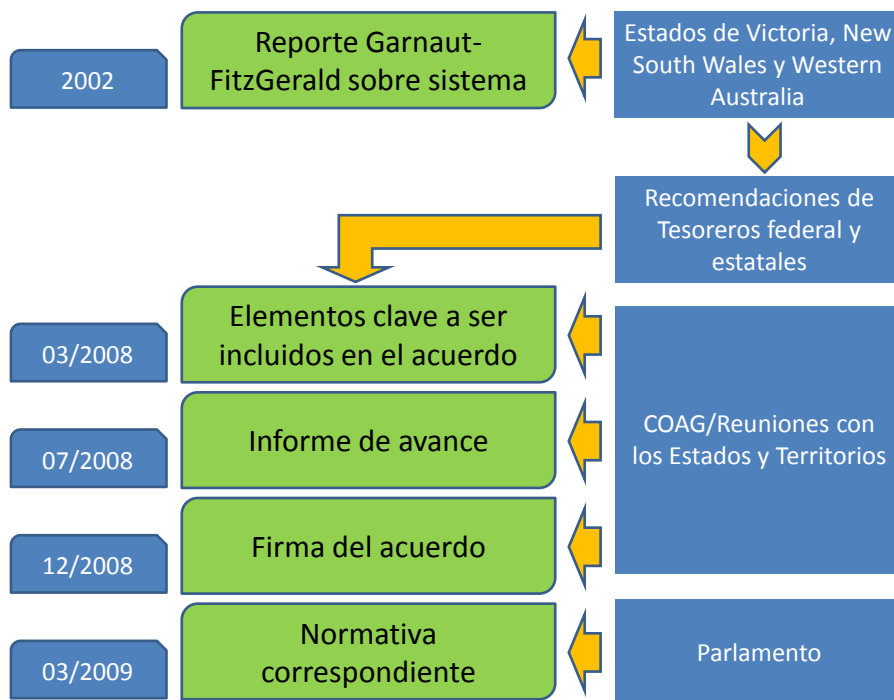 2002
Reporte Garnaut-
FitzGerald sobre sistema
Estados de Victoria, New
South Wales y Western
Australia
Recomendaciones de
Tesoreros federal y
estatales
03/2008
Elementos clave a ser
incluidos en el acuerdo
COAG/Reuniones con
los Estados y Territorios
07/2008
Informe de avance
12/2008
Firma del acuerdo
03/2009
Normativa
correspondiente
Parlamento